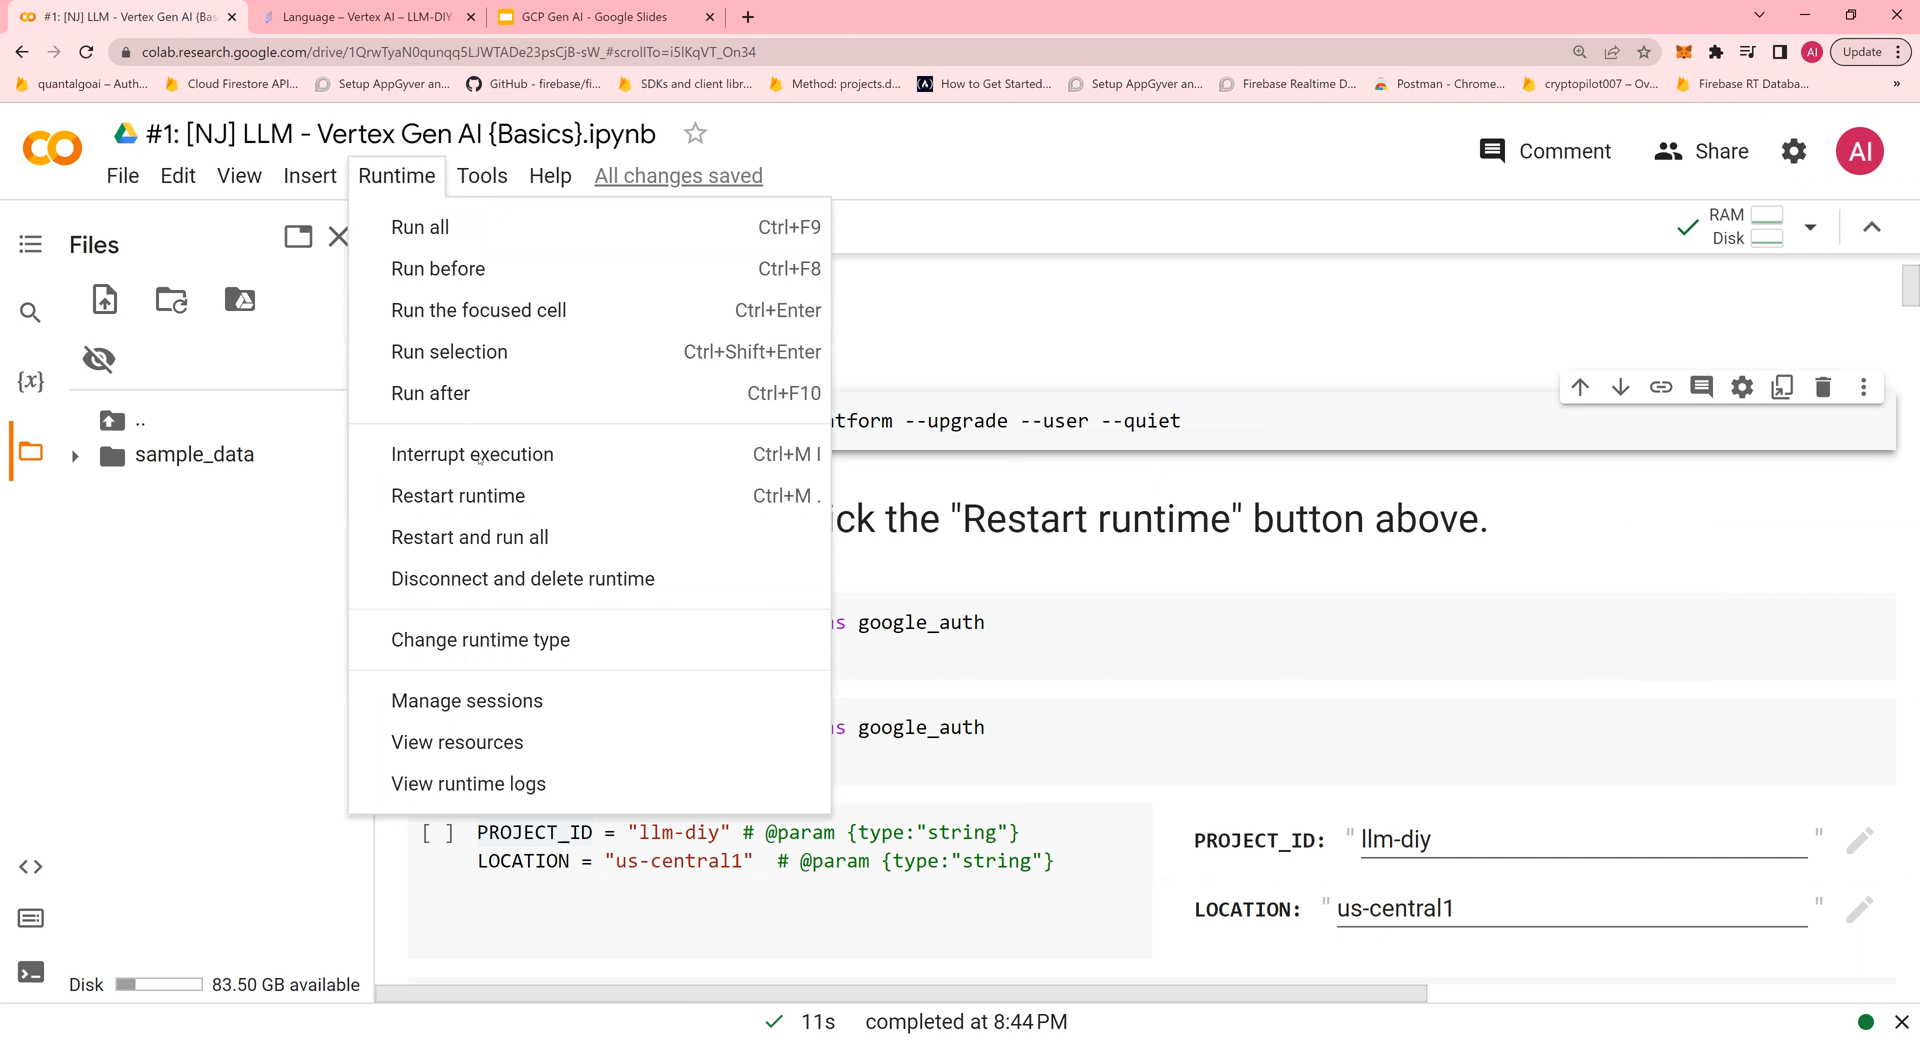 #1: [NJ] LLM - Vertex Gen AI {Bas
Language – Vertex AI – LLM-DIY
GCP Gen AI - Google Slides
colab.research.google.com/drive/1QrwTyaN0qunqq5LJWTADe23psCjB-sW_#scrollTo=i5lKqVT_On34
AI
Update
quantalgoai – Auth...
Cloud Firestore API...
Setup AppGyver an...
GitHub - firebase/fi...
SDKs and client libr...
Method: projects.d...
How to Get Started...
Setup AppGyver an...
Firebase Realtime D...
Postman - Chrome...
cryptopilot007 – Ov...
Firebase RT Databa...
»
#1: [NJ] LLM - Vertex Gen AI {Basics}.ipynb
Comment
Share
AI
File Edit View Insert Runtime Tools Help All changes saved
Files
RAM
Disk
Run all Ctrl+F9
Run before Ctrl+F8
Run the focused cell Ctrl+Enter
Run selection Ctrl+Shift+Enter
Run after Ctrl+F10
Interrupt execution Ctrl+M I
Restart runtime Ctrl+M .
Restart and run all
Disconnect and delete runtime
Change runtime type
Manage sessions
View resources
View runtime logs
{x}
..
sample_data
tform --upgrade --user --quiet
ick the "Restart runtime" button above.
as google_auth
as google_auth
[ ] PROJECT_ID = "llm-diy" # @param {type:"string"}
LOCATION = "us-central1" # @param {type:"string"}
PROJECT_ID: " llm-diy "
LOCATION: " us-central1 "
Disk 83.50 GB available
11s completed at 8:44 PM